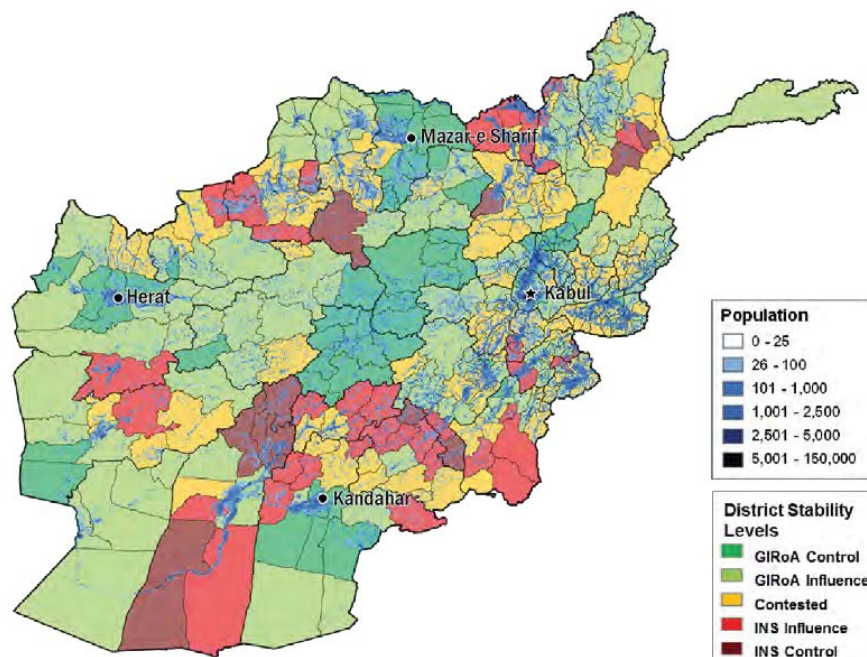 Mazar-e Sharif
Herat
Kabul
Kandahar
Population
0 - 25
26 - 100
101 - 1,000
1,001 - 2,500
2,501 - 5,000
5,001 - 150,000
District Stability
Levels
GIRoA Control
GIRoA Influence
Contested
INS Influence
INS Control